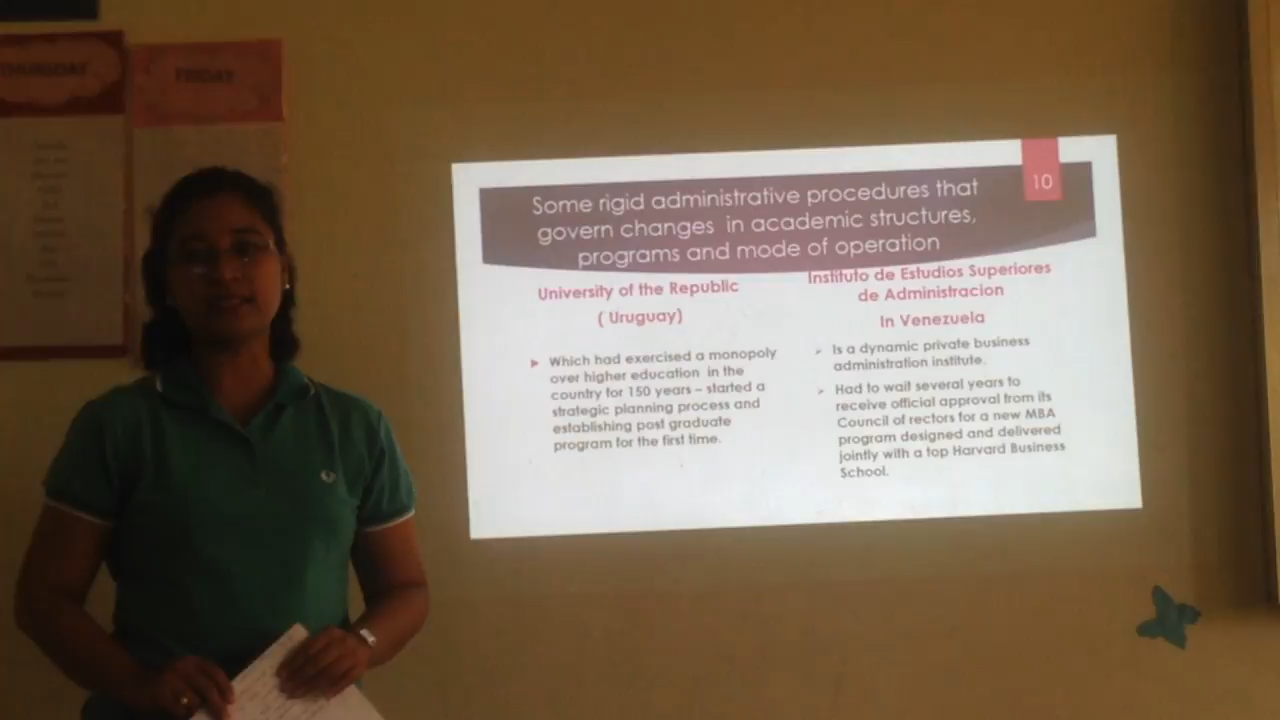 THURSDAY
FRIDAY
10
Some rigid administrative procedures that
govern changes in academic structures,
programs and mode of operation
University of the Republic
( Uruguay)
Which had exercised a monopoly
over higher education in the
country for 150 years – started a
strategic planning process and
establishing post graduate
program for the first time.
Instituto de Estudios Superiores
de Administracion
In Venezuela
Is a dynamic private business
administration institute.
Had to wait several years to
receive official approval from its
Council of rectors for a new MBA
program designed and delivered
jointly with a top Harvard Business
School.